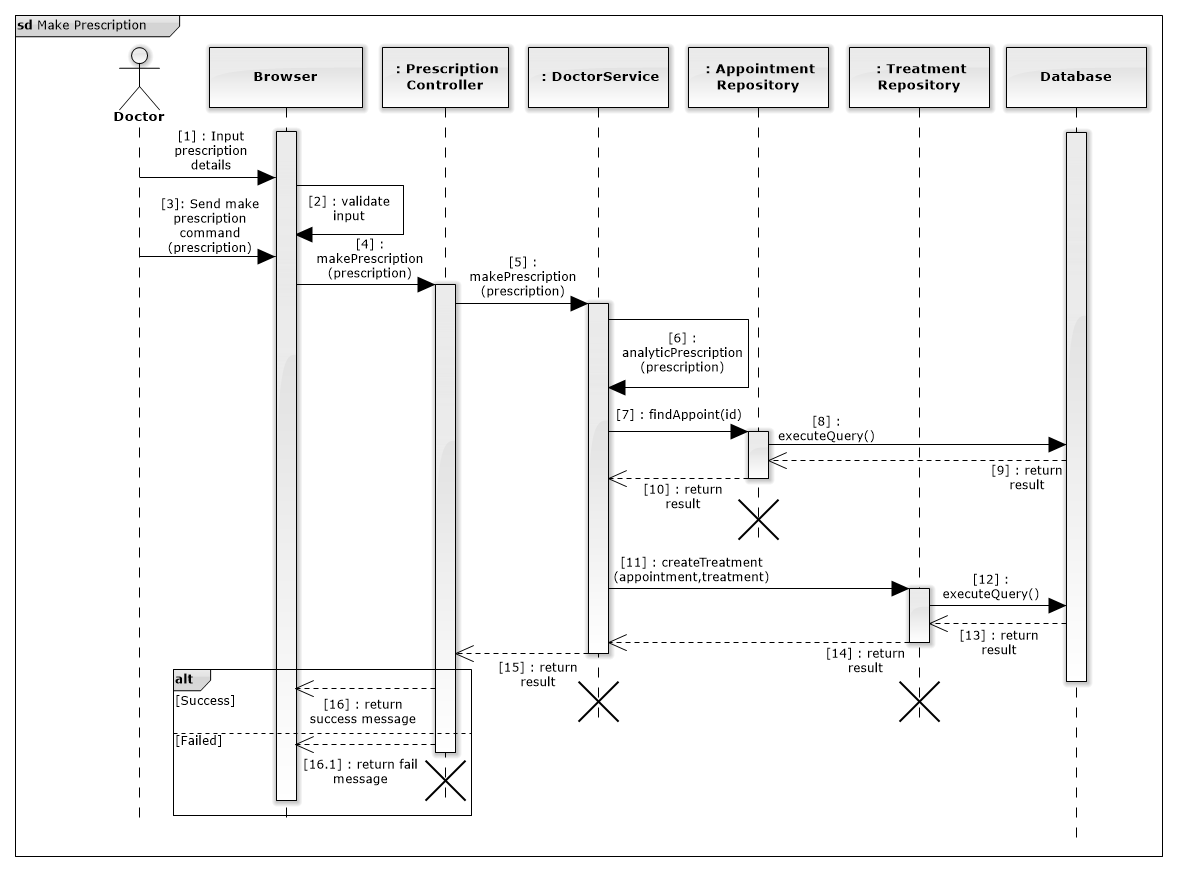 sd Make Prescription
Doctor
Browser
: Prescription
Controller
: DoctorService
: Appointment
Repository
: Treatment
Repository
Database
[1] : Input
prescription
details
[2] : validate
input
[3]: Send make
prescription
command
(prescription)
[4] :
makePrescription
(prescription)
[5] :
makePrescription
(prescription)
[6] :
analyticPrescription
(prescription)
[7] : findAppoint(id)
[8] :
executeQuery()
[9] : return
result
[10] : return
result
[11] : createTreatment
(appointment,treatment)
[12] :
executeQuery()
[13] : return
result
[14] : return
result
[15] : return
result
alt
[Success]
[16] : return
success message
[Failed]
[16.1] : return fail
message